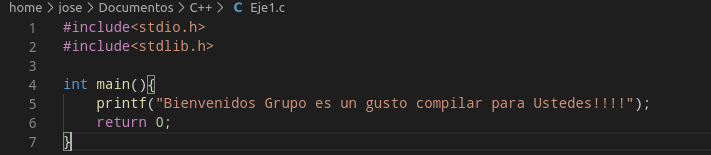 home > jose > Documentos > C++ > C Eje1.c
1 #include<stdio.h>
2 #include<stdlib.h>
3
4 int main(){
5 printf("Bienvenidos Grupo es un gusto compilar para Ustedes!!!!");
6 return 0;
7 }